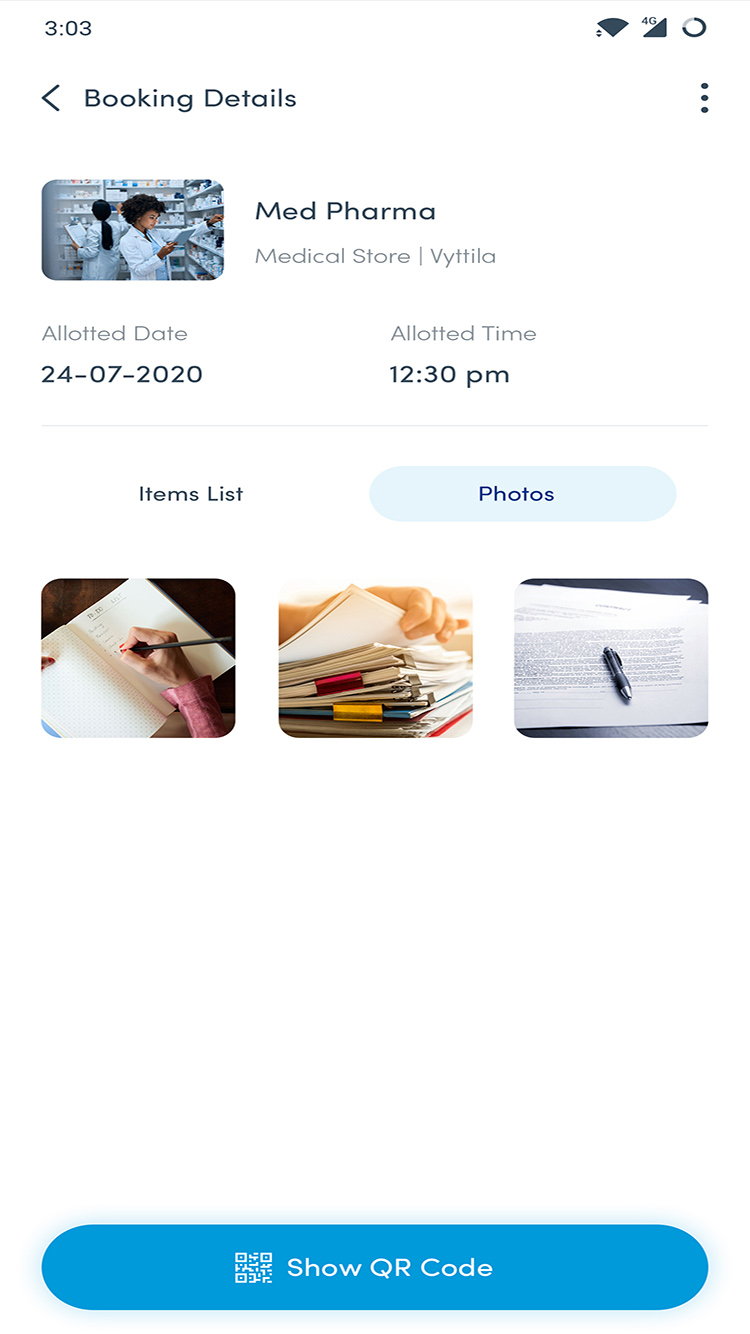 3:03
4G
Booking Details
Med Pharma
Medical Store | Vyttila
Allotted Date
Allotted Time
24-07-2020
12:30 pm
Items List
Photos
Show QR Code